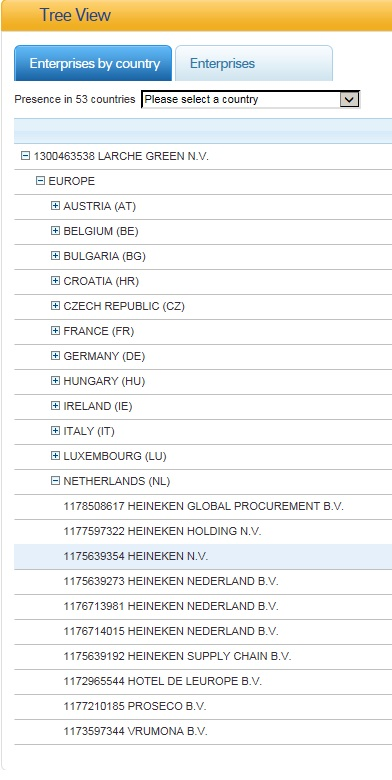 Tree View
Enterprises by country
Enterprises
Presence in 53 countries Please select a country
1300463538 LARCHE GREEN N.V.
EUROPE
AUSTRIA (AT)
BELGIUM (BE)
BULGARIA (BG)
CROATIA (HR)
CZECH REPUBLIC (CZ)
FRANCE (FR)
GERMANY (DE)
HUNGARY (HU)
IRELAND (IE)
ITALY (IT)
LUXEMBOURG (LU)
NETHERLANDS (NL)
1178508617 HEINEKEN GLOBAL PROCUREMENT B.V.
1177597322 HEINEKEN HOLDING N.V.
1175639354 HEINEKEN N.V.
1175639273 HEINEKEN NEDERLAND B.V.
1176713981 HEINEKEN NEDERLAND B.V.
1176714015 HEINEKEN NEDERLAND B.V.
1175639192 HEINEKEN SUPPLY CHAIN B.V.
1172965544 HOTEL DE LEUROPE B.V.
1177210185 PROSECO B.V.
1173597344 VRUMONA B.V.